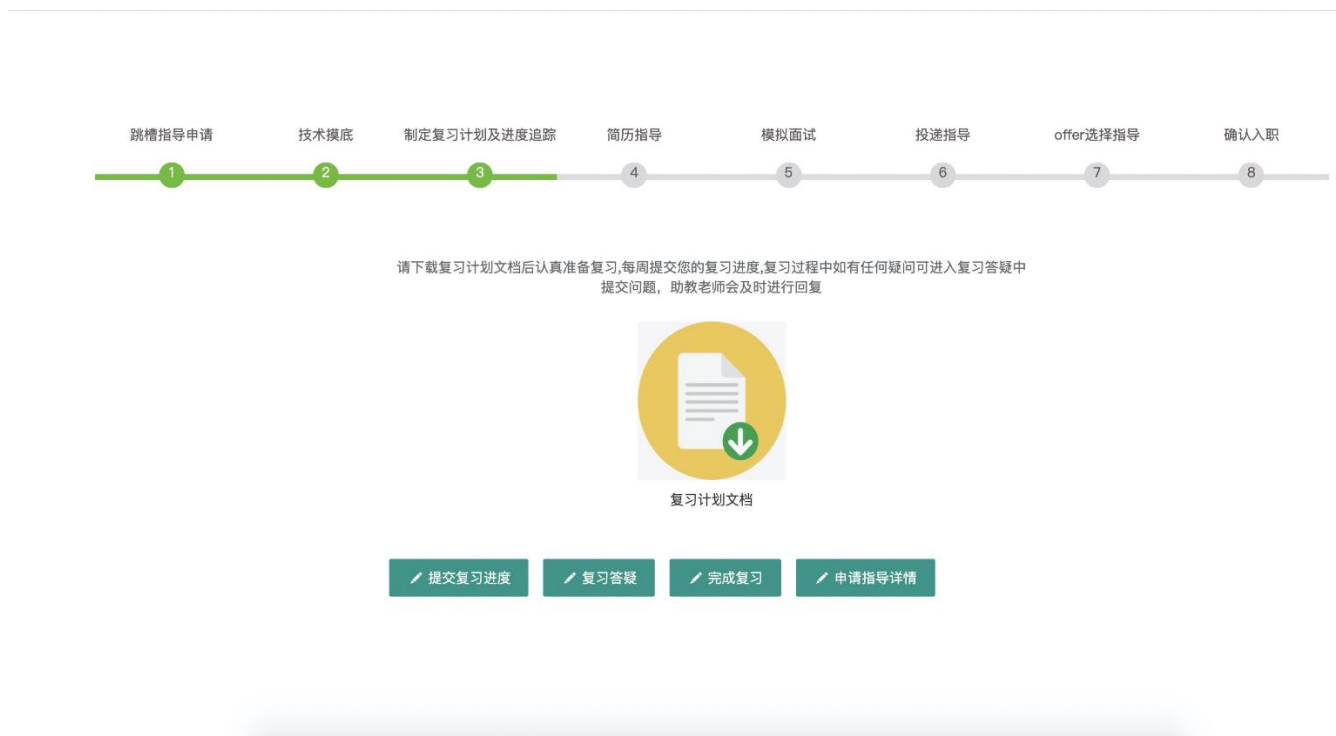 跳槽指导申请
技术摸底
制定复习计划及进度追踪
简历指导
模拟面试
投递指导
offer选择指导
确认入职
1
2
3
4
5
6
7
8
请下载复习计划文档后认真准备复习,每周提交您的复习进度,复习过程中如有任何疑问可进入复习答疑中
提交问题，助教老师会及时进行回复
复习计划文档
提交复习进度
复习答疑
完成复习
申请指导详情